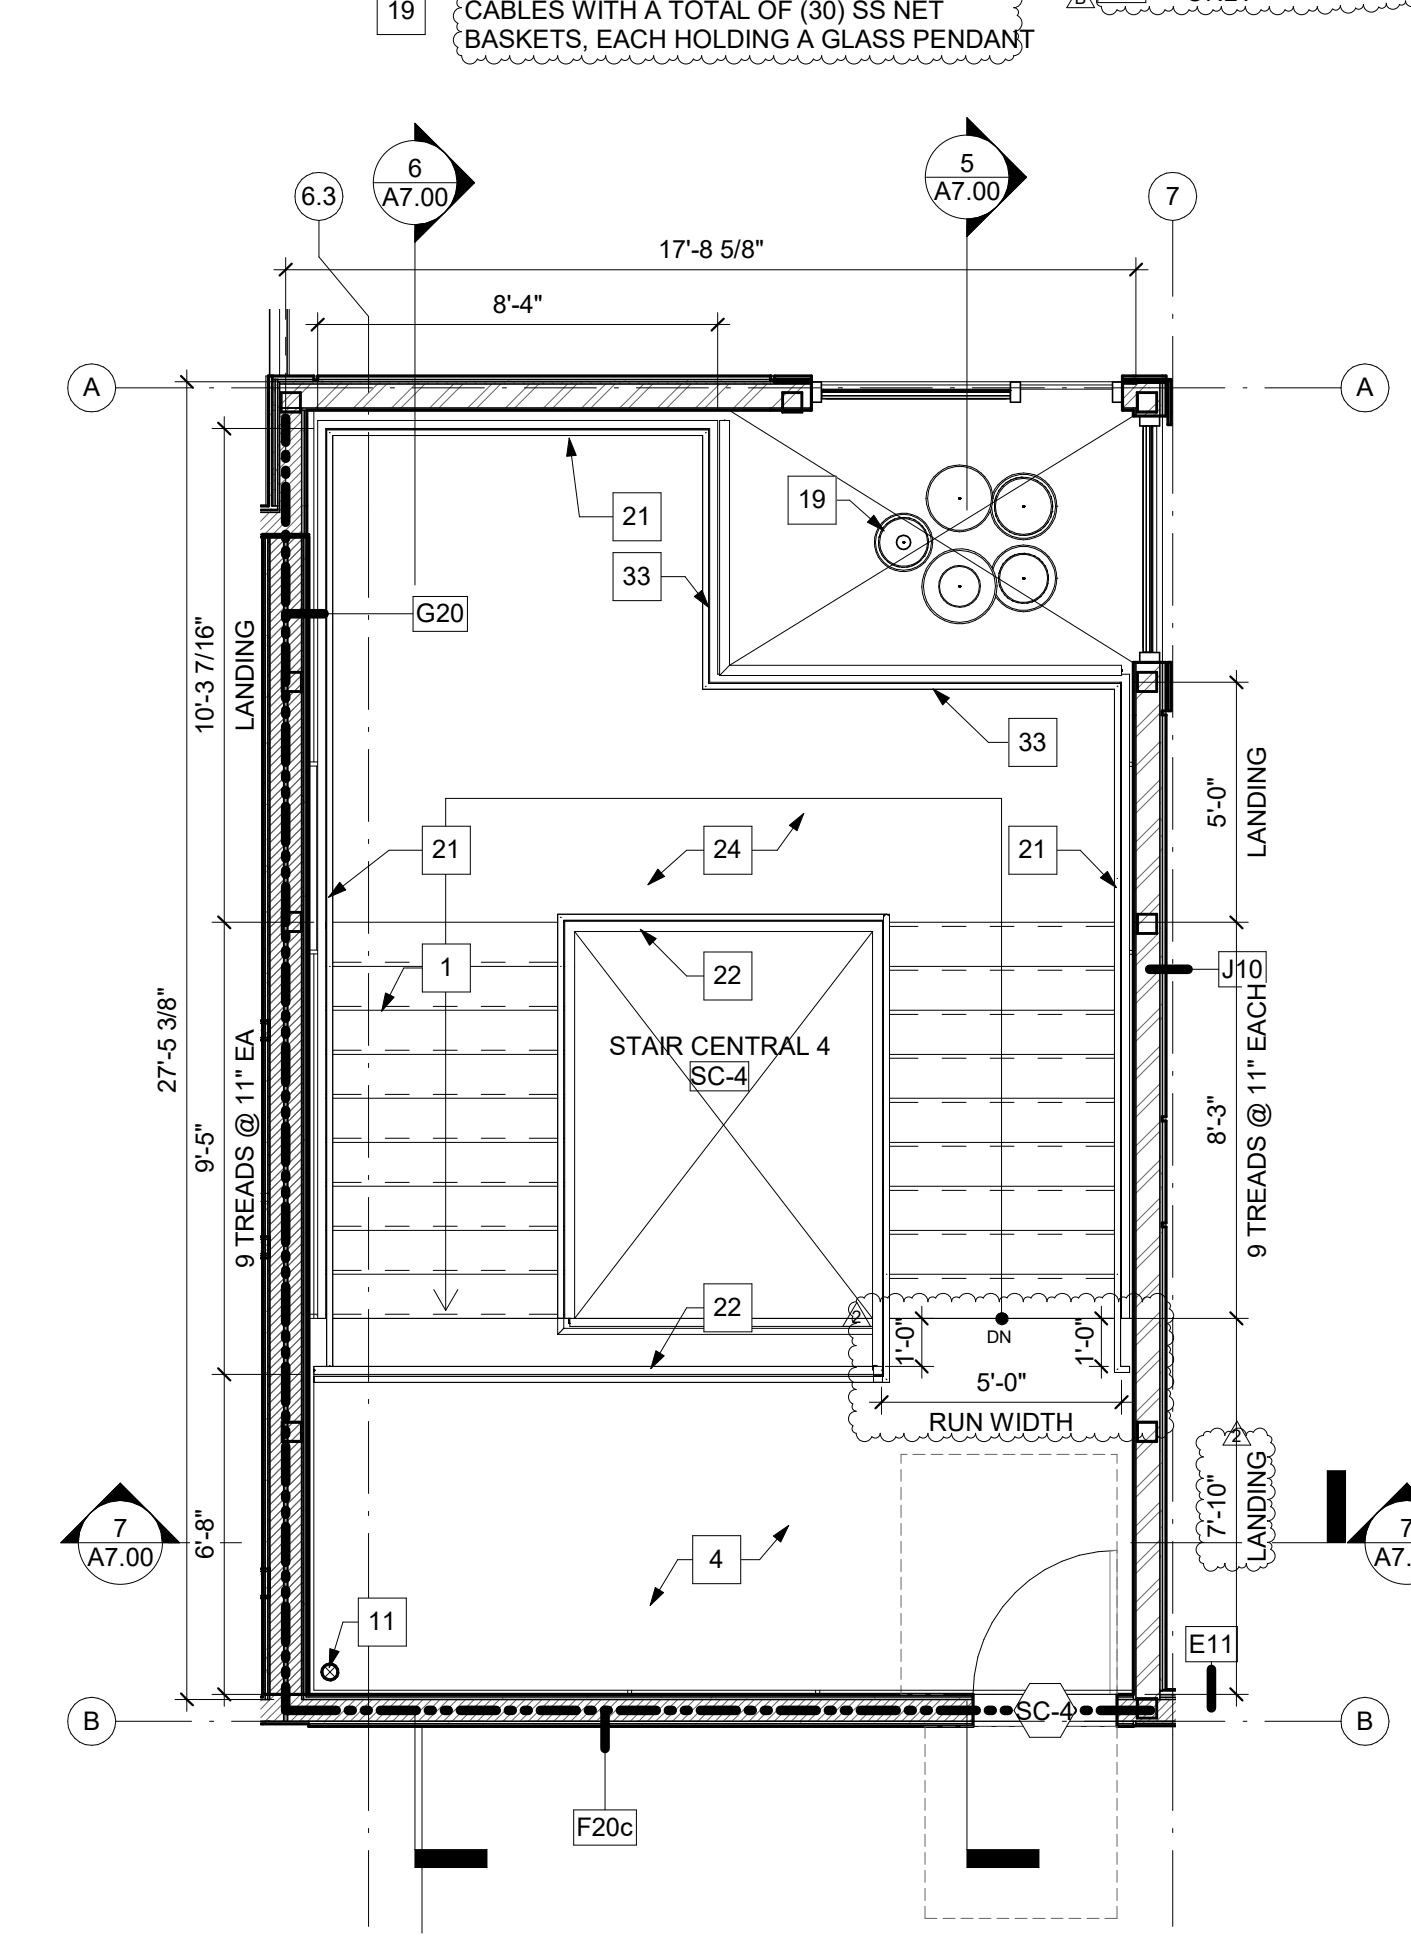 19
CABLES WITH A TOTAL OF (30) SS NET
BASKETS, EACH HOLDING A GLASS PENDANT
6
A7.00
5
A7.00
6.3
7
17'-8 5/8"
8'-4"
A
A
19
21
33
G20
10'-3 7/16"
LANDING
33
5'-0"
LANDING
21
24
21
1
22
J10
STAIR CENTRAL 4
SC-4
27'-5 3/8"
9'-5"
9 TREADS @ 11" EA
8'-3"
9 TREADS @ 11" EACH
22
2
DN
1'-0"
1'-0"
5'-0"
RUN WIDTH
2
7'-10"
LANDING
7
A7.00
6'-8"
4
7
A7.
11
E11
B
SC-4
B
F20c